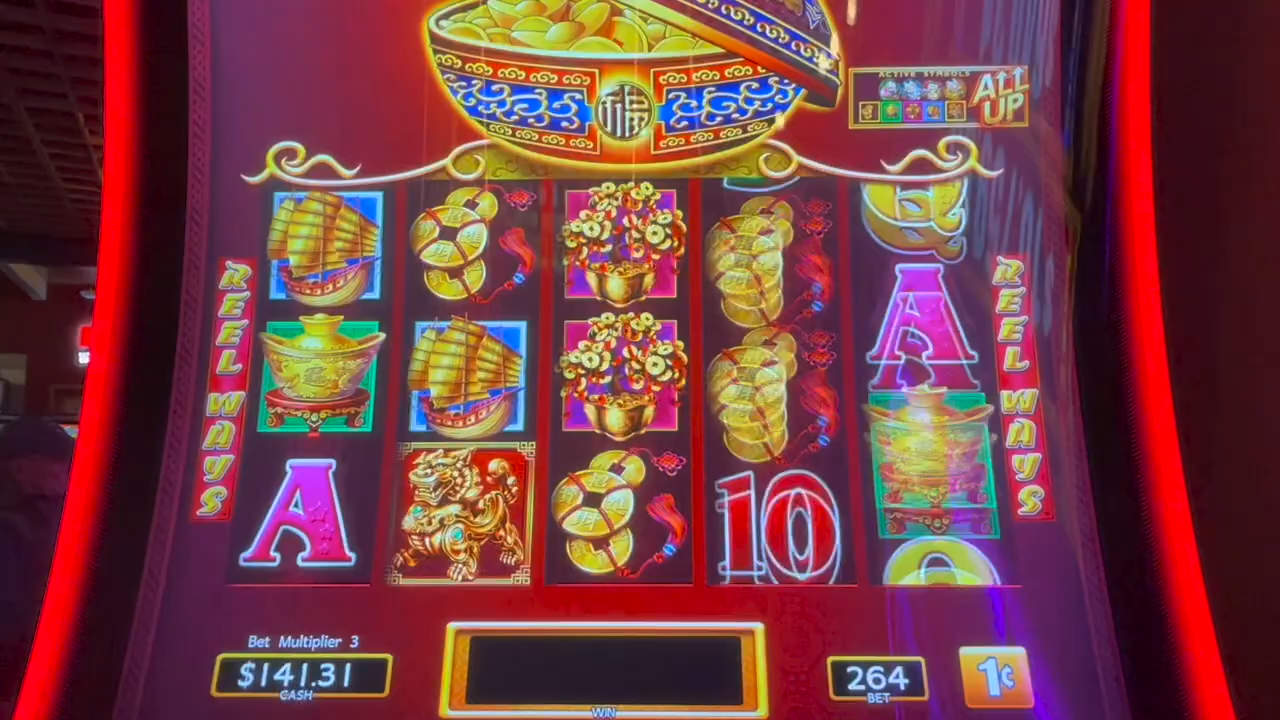 ACTIVE SYMBOLS
ALL
UP
福
REEL WAYS
REEL WAYS
A
A
10
Bet Multiplier 3
$141.31
CASH
WIN
264
BET
1¢